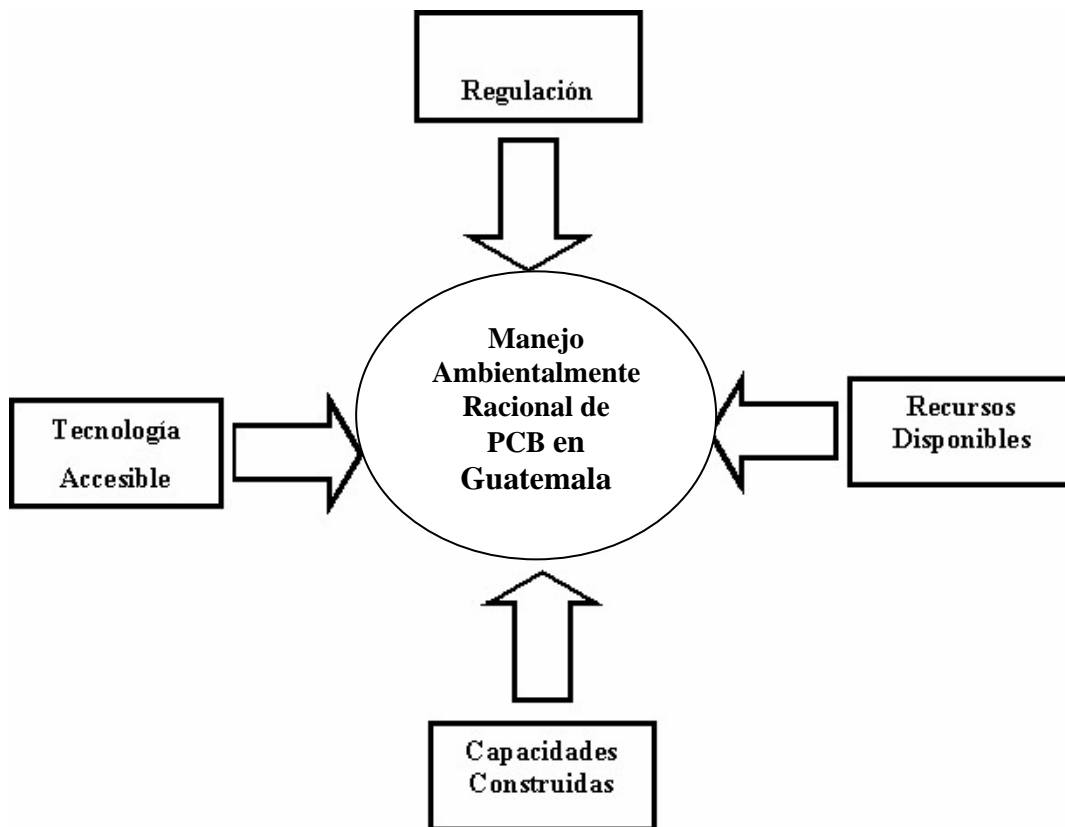 Regulación
Manejo
Ambientalmente
Racional de
PCB en
Guatemala
Tecnología
Accesible
Recursos
Disponibles
Capacidades
Construidas